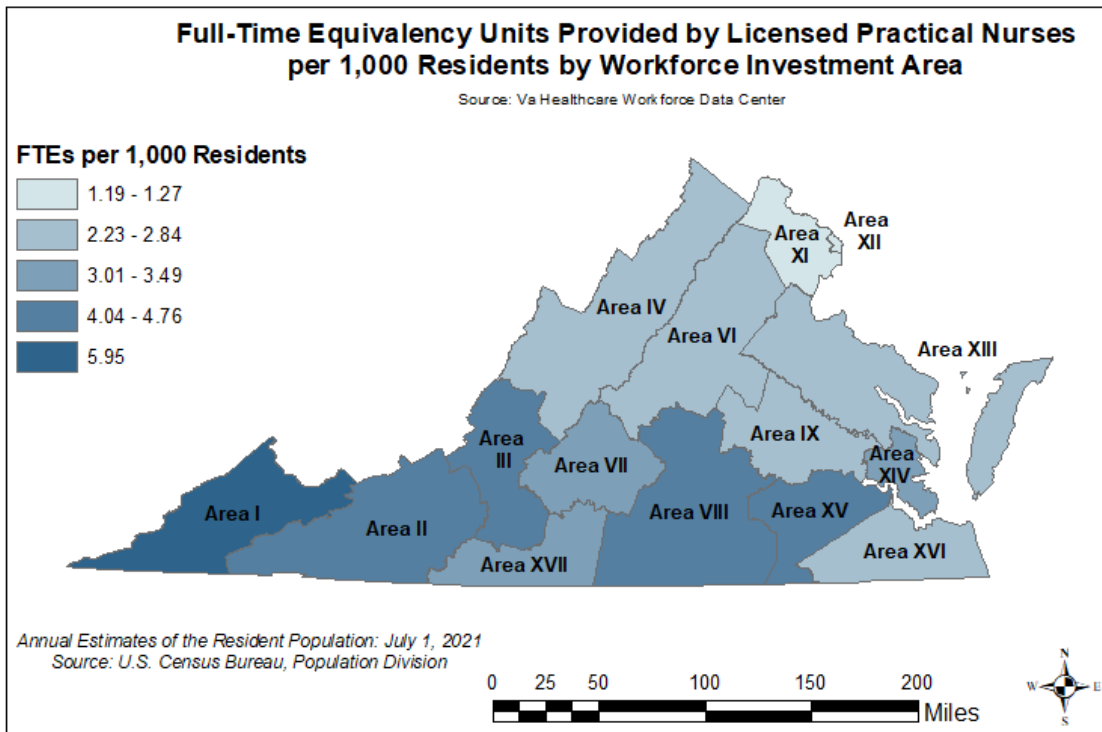 Full-Time Equivalency Units Provided by Licensed Practical Nurses
per 1,000 Residents by Workforce Investment Area
Source: Va Healthcare Workforce Data Center
FTEs per 1,000 Residents
1.19 - 1.27
2.23 - 2.84
3.01 - 3.49
4.04 - 4.76
5.95
Area
XI
Area
XII
Area IV
Area VI
Area XIII
Area
III
Area IX
Area VII
Area
XIV
Area I
Area II
Area VIII
Area XV
Area XVI
Area XVII
Annual Estimates of the Resident Population: July 1, 2021
Source: U.S. Census Bureau, Population Division
0 25 50 100 150 200
Miles
N
W E
S